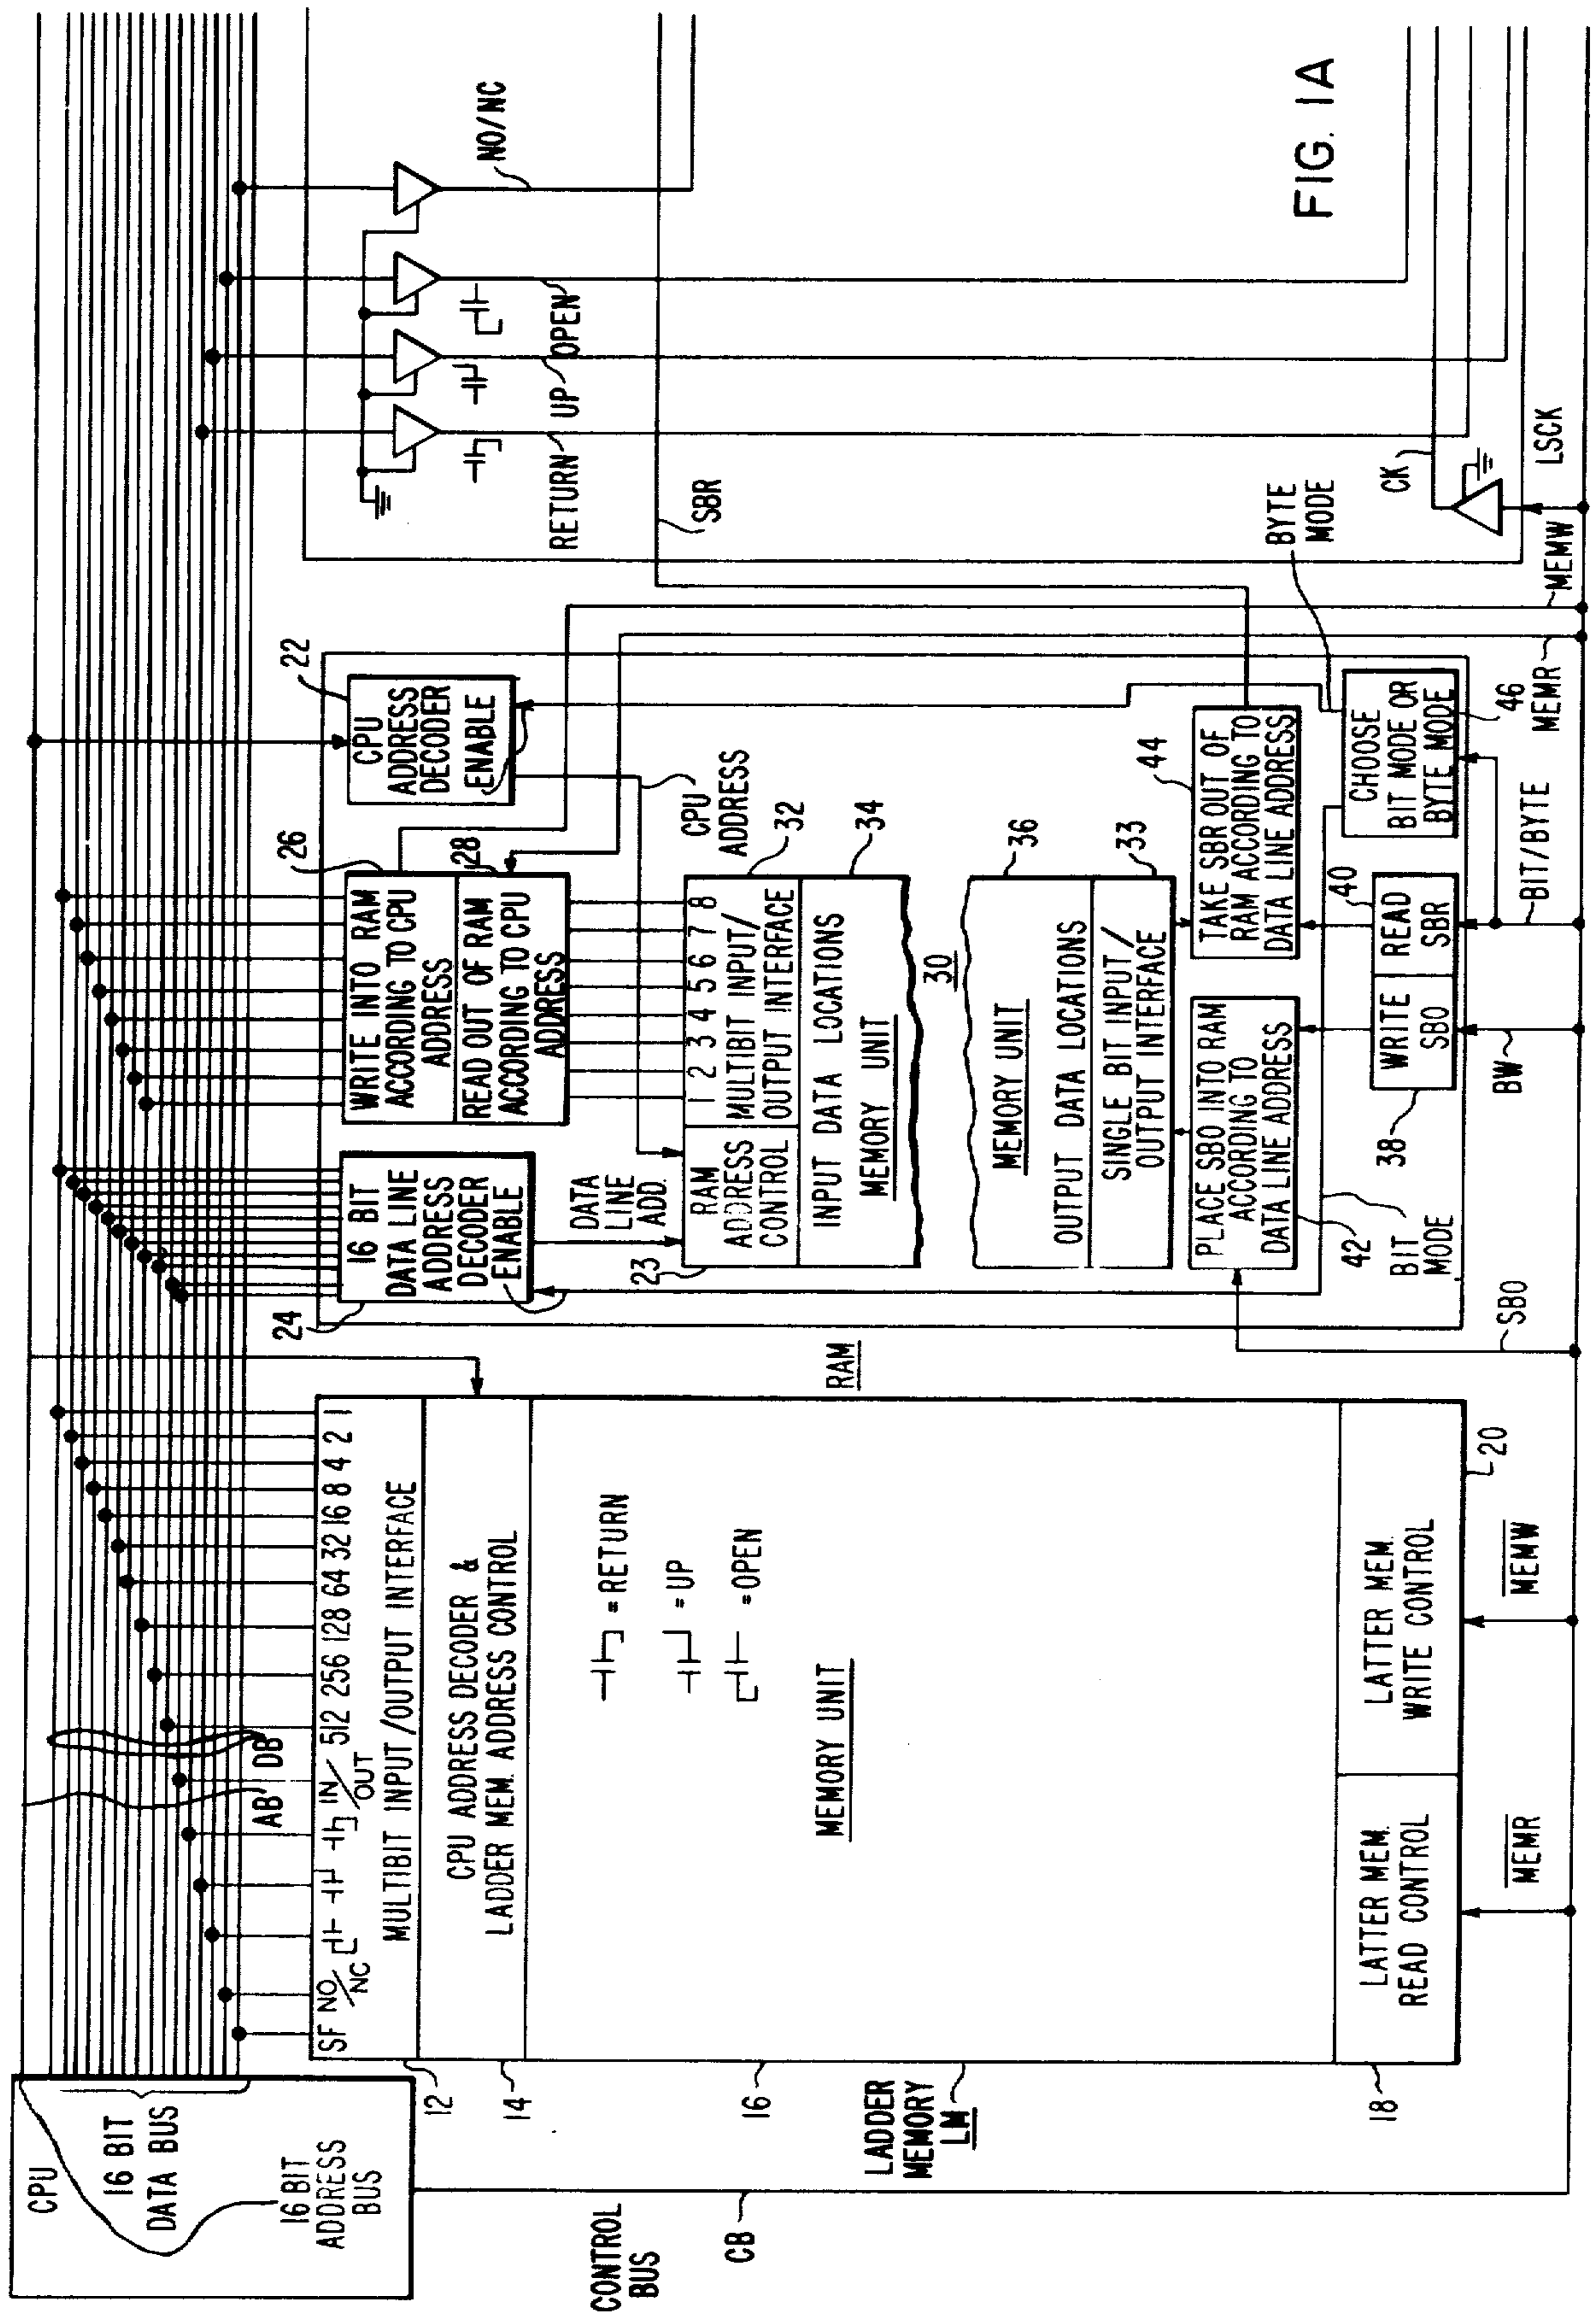 CPU
16 BIT
DATA BUS
16 BIT
ADDRESS
BUS
CONTROL
BUS
CB
AB
DB
SF NO/NC IN/OUT 512 256 128 64 32 16 8 4 2 1
MULTIBIT INPUT/OUTPUT INTERFACE
12
CPU ADDRESS DECODER &
LADDER MEM. ADDRESS CONTROL
14
= RETURN
= UP
= OPEN
MEMORY UNIT
16
LADDER
MEMORY
LM
LATTER MEM.
READ CONTROL
18
LATTER MEM.
WRITE CONTROL
20
MEMR
MEMW
RAM
24
16 BIT
DATA LINE
ADDRESS
DECODER
ENABLE
DATA
LINE
ADD.
26
WRITE INTO RAM
ACCORDING TO CPU
ADDRESS
28
READ OUT OF RAM
ACCORDING TO CPU
ADDRESS
22
CPU
ADDRESS
DECODER
ENABLE
CPU
ADDRESS
23
RAM
ADDRESS
CONTROL
1 2 3 4 5 6 7 8
MULTIBIT INPUT/
OUTPUT INTERFACE
32
INPUT DATA LOCATIONS
34
MEMORY UNIT
30
MEMORY UNIT
36
OUTPUT DATA LOCATIONS
SINGLE BIT INPUT/
OUTPUT INTERFACE
33
PLACE SBO INTO RAM
ACCORDING TO
DATA LINE ADDRESS
42
44
TAKE SBR OUT OF
RAM ACCORDING TO
DATA LINE ADDRESS
38
WRITE
SBO
40
READ
SBR
CHOOSE
BIT MODE OR
BYTE MODE
46
BIT
MODE
BYTE
MODE
SBO
BW
BIT/BYTE
MEMR
MEMW
LSCK
CK
SBR
RETURN
UP
OPEN
NO/NC
FIG. 1A